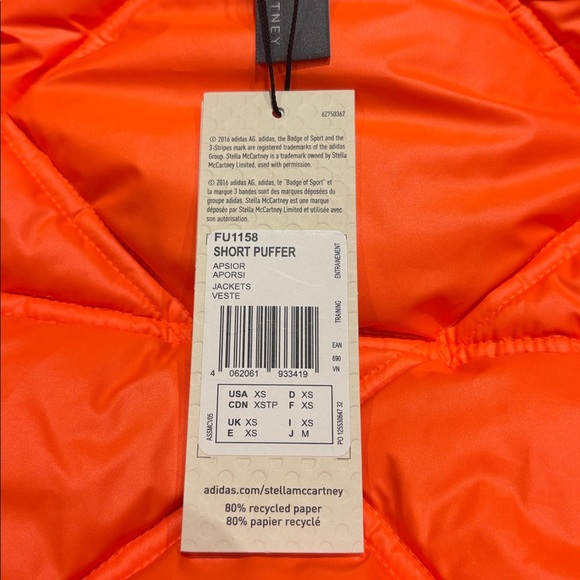 TNEY
62750362
© 2016 adidas AG. adidas, the Badge of Sport and the
3-Stripes mark are registered trademarks of the adidas
Group. Stella McCartney is a trademark owned by Stella
McCartney Limited, used with permission.
© 2016 adidas AG. adidas, le "Badge of Sport" et
la marque 3 bandes sont des marques déposées du
groupe adidas. Stella McCartney est une marque
déposée par Stella McCartney Limited et utilisée avec
son autorisation.
FU1158
SHORT PUFFER
APSIOR
APORSI
JACKETS
VESTE
ENTRAINEMENT
TRAINING
EAN
690
VN
4 062061 933419
USA XS D XS
CDN XSTP F XS
UK XS I XS
E XS J M
ASSMCV05
PO 125530647 32
adidas.com/stellamccartney
80% recycled paper
80% papier recyclé